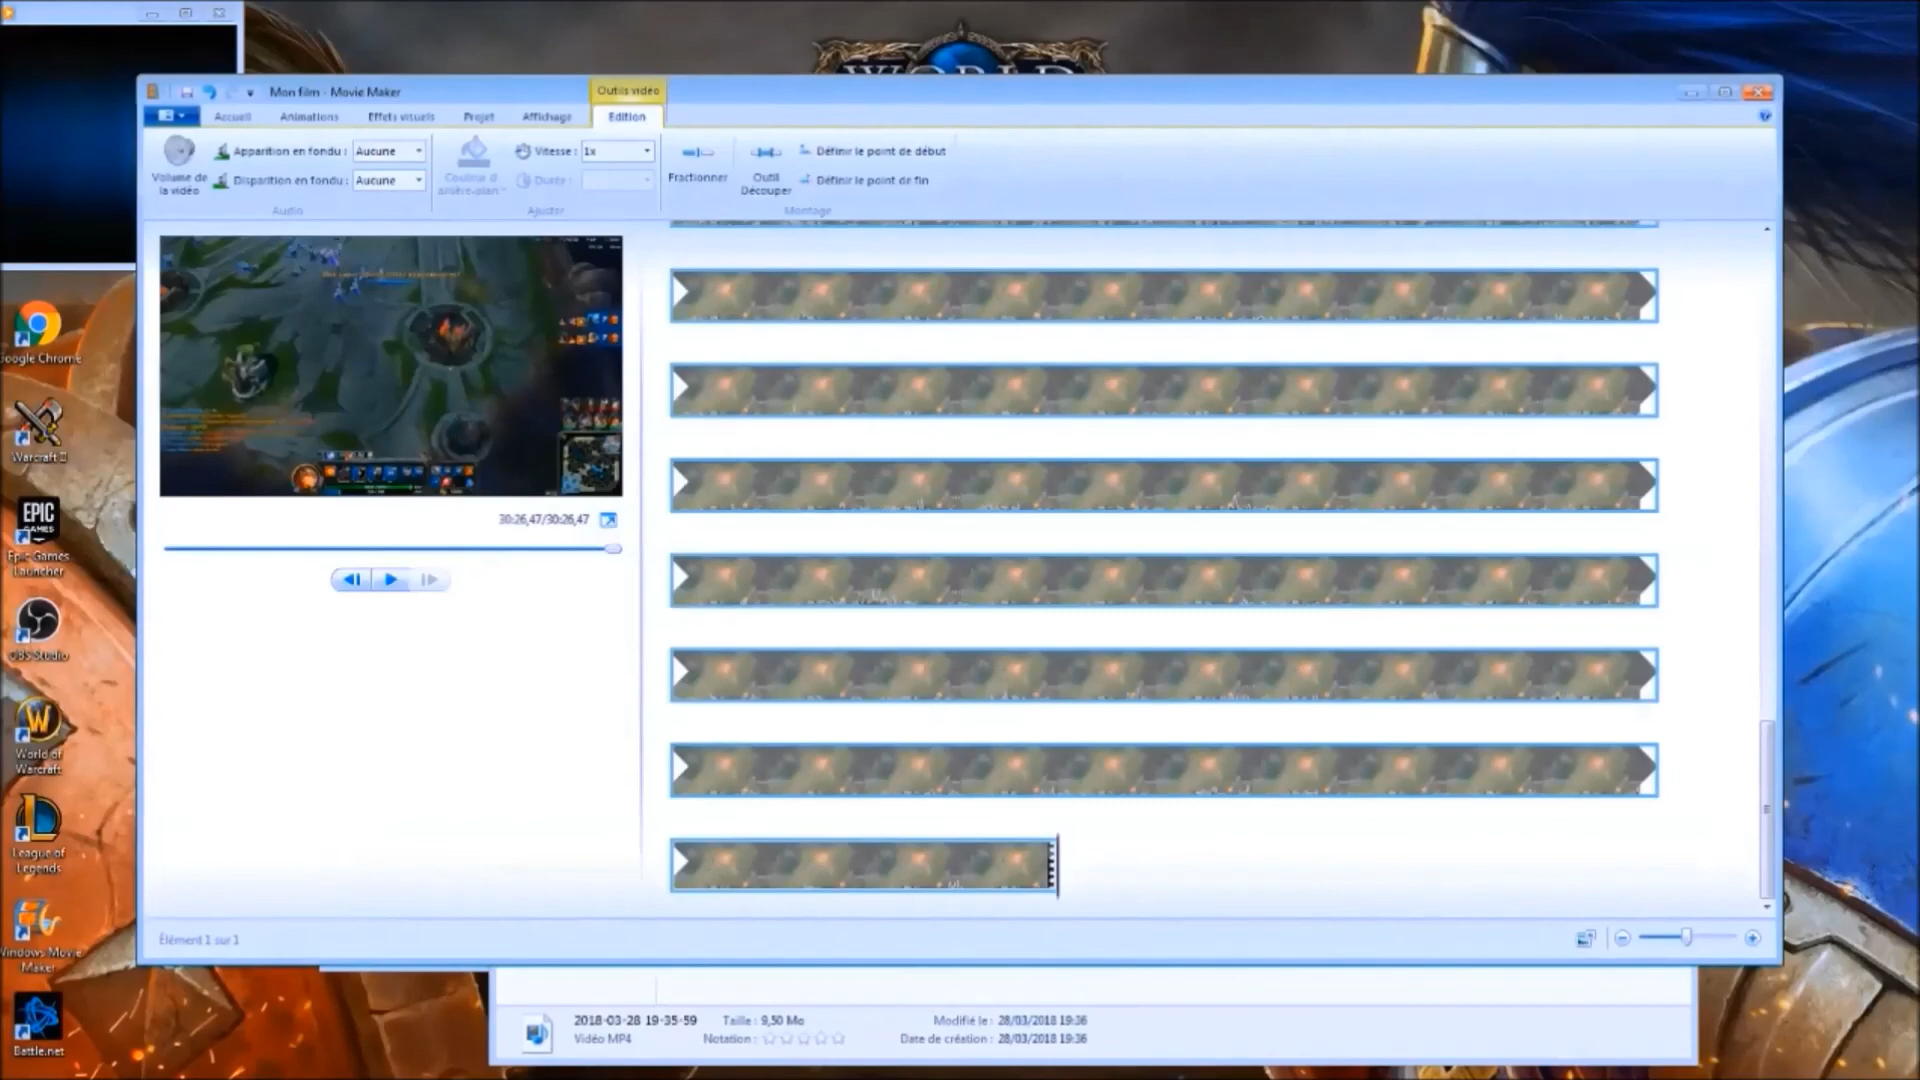 WORLD
Mon film - Movie Maker
Outils vidéo
Accueil
Animations
Effets visuels
Projet
Affichage
Edition
Volume de
la vidéo
Apparition en fondu :
Aucune
Disparition en fondu :
Aucune
Audio
Couleur d'
arrière-plan
Vitesse :
1x
Durée :
Ajuster
Fractionner
Outil
Découper
Définir le point de début
Définir le point de fin
Montage
30:26,47/30:26,47
Google Chrome
Warcraft II
EPIC
GAMES
Epic Games
Launcher
OBS Studio
World of
Warcraft
League of
Legends
Windows Movie
Maker
Battle.net
Élément 1 sur 1
2018-03-28 19-35-59
Taille : 9,50 Mo
Modifié le : 28/03/2018 19:36
Vidéo MP4
Notation :
Date de création : 28/03/2018 19:36